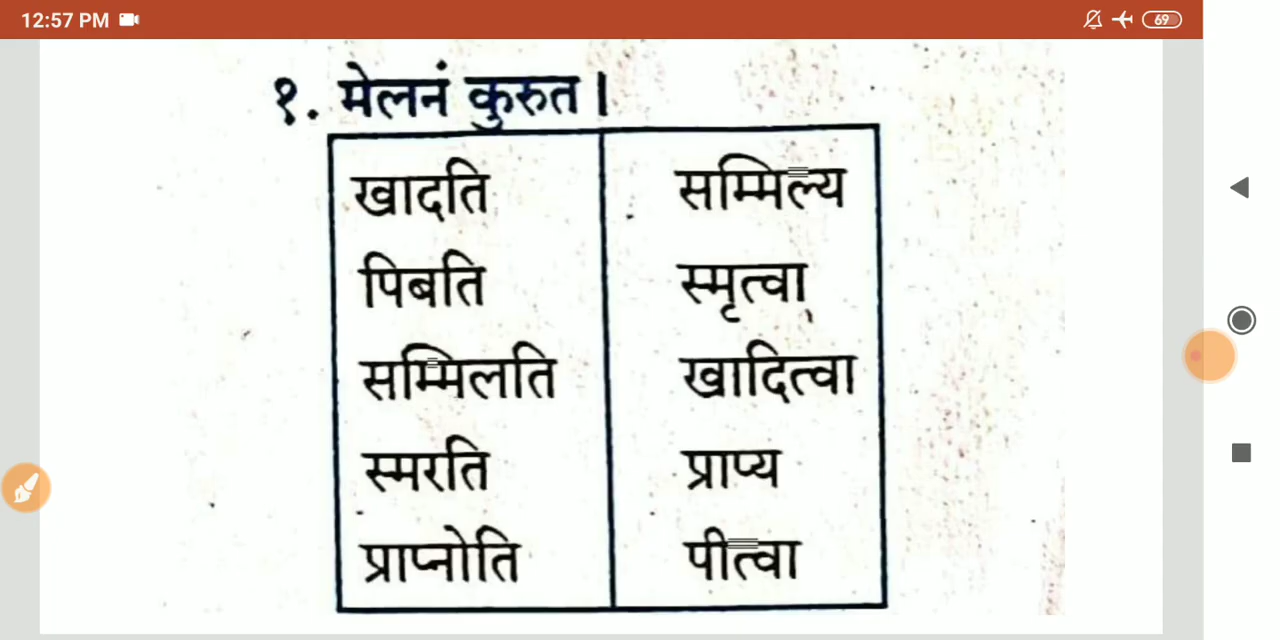 12:57 PM
69
१. मेलनं कुरुत।
खादति सम्मिल्य
पिबति स्मृत्वा
सम्मिलति खादित्वा
स्मरति प्राप्य
प्राप्नोति पीत्वा